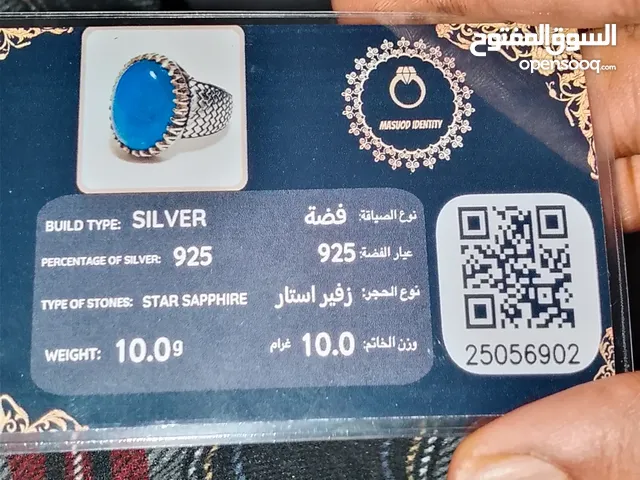 السوق المفتوح
opensooq.com
MASUOD IDENTITY
BUILD TYPE: SILVER
نوع الصياقة: فضة
PERCENTAGE OF SILVER: 925
عيار الفضة: 925
TYPE OF STONES: STAR SAPPHIRE
نوع الحجر: زفير استار
WEIGHT: 10.0g
وزن الخاتم: 10.0 غرام
25056902